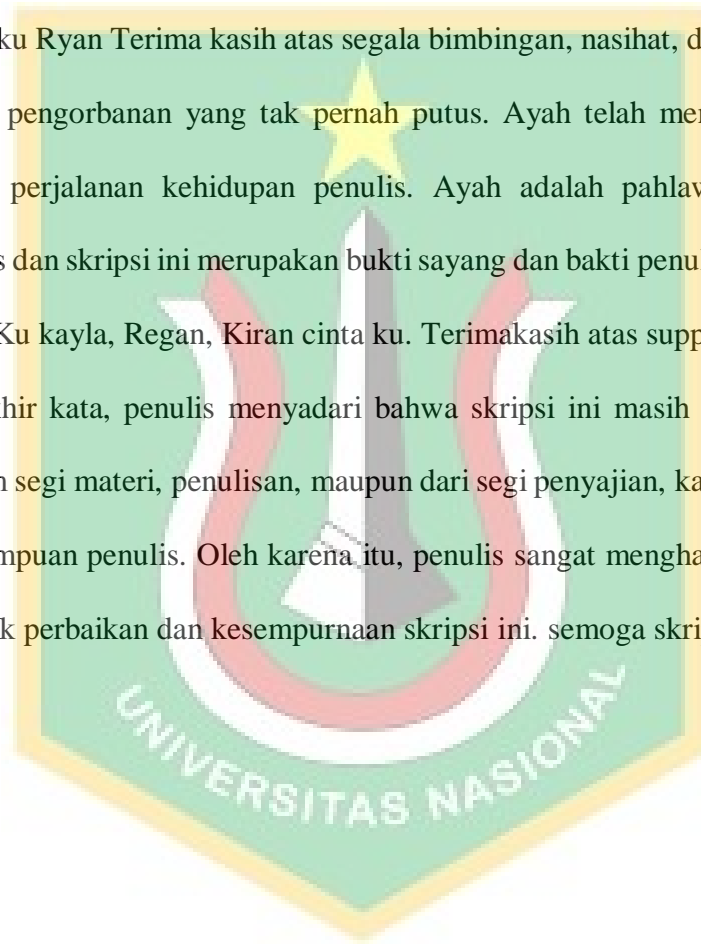 ku Ryan Terima kasih atas segala bimbingan, nasihat, d
pengorbanan yang tak pernah putus. Ayah telah mer
perjalanan kehidupan penulis. Ayah adalah pahlaw
s dan skripsi ini merupakan bukti sayang dan bakti penul
Ku kayla, Regan, Kiran cinta ku. Terimakasih atas supp
hir kata, penulis menyadari bahwa skripsi ini masih
n segi materi, penulisan, maupun dari segi penyajian, ka
mpuan penulis. Oleh karena itu, penulis sangat mengha
k perbaikan dan kesempurnaan skripsi ini. semoga skri
UNIVERSITAS NASIONAL